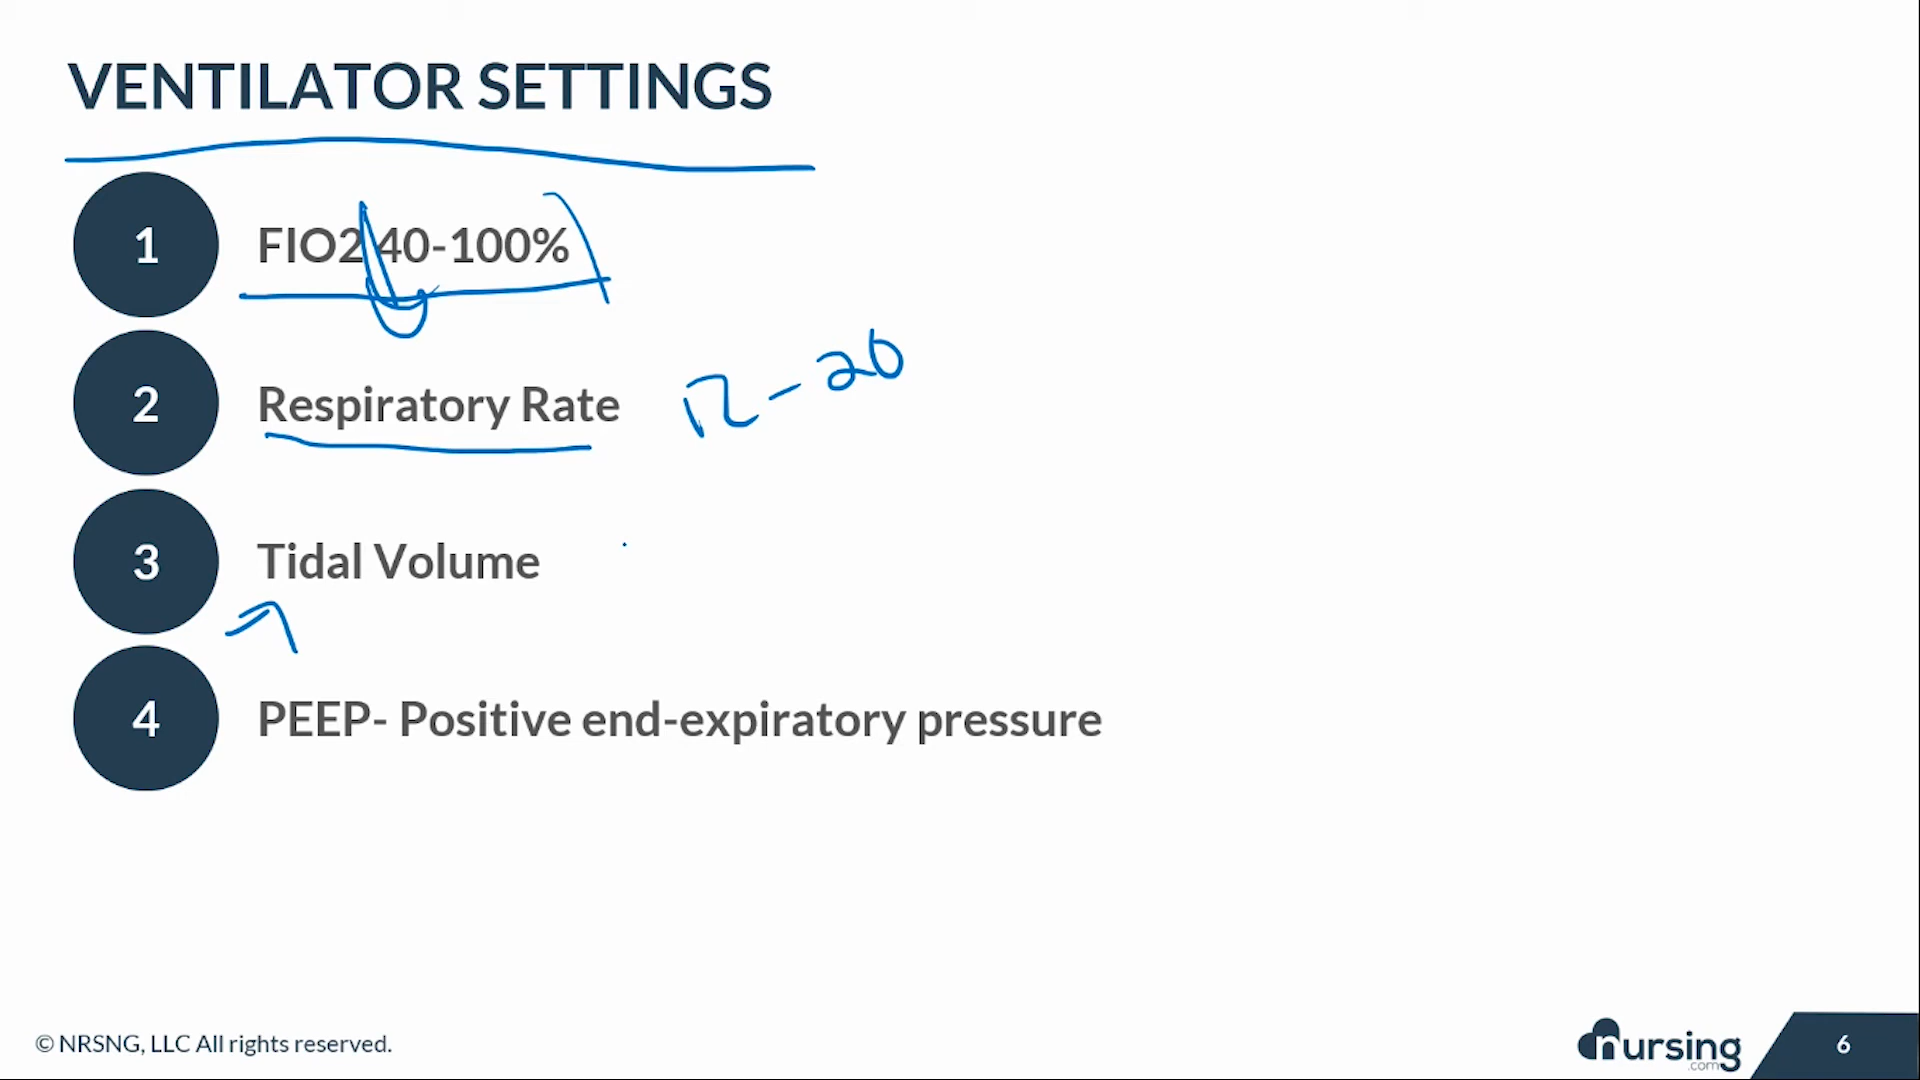 VENTILATOR SETTINGS
1 FIO2 40-100%
2 Respiratory Rate 12-20
3 Tidal Volume
4 PEEP- Positive end-expiratory pressure
© NRSNG, LLC All rights reserved.
nursing
.com
6